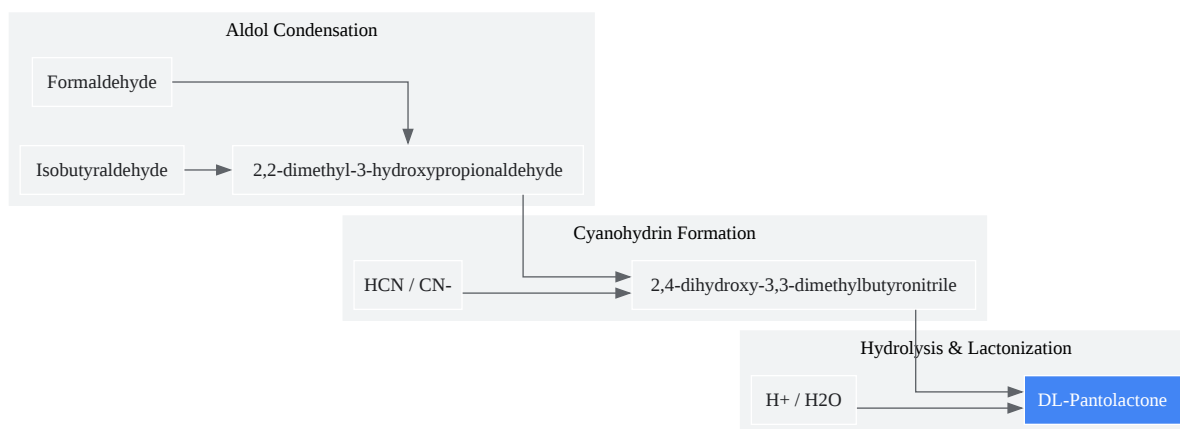 Aldol Condensation
Formaldehyde
Isobutyraldehyde
2,2-dimethyl-3-hydroxypropionaldehyde
Cyanohydrin Formation
HCN / CN-
2,4-dihydroxy-3,3-dimethylbutyronitrile
Hydrolysis & Lactonization
H+ / H2O
DL-Pantolactone